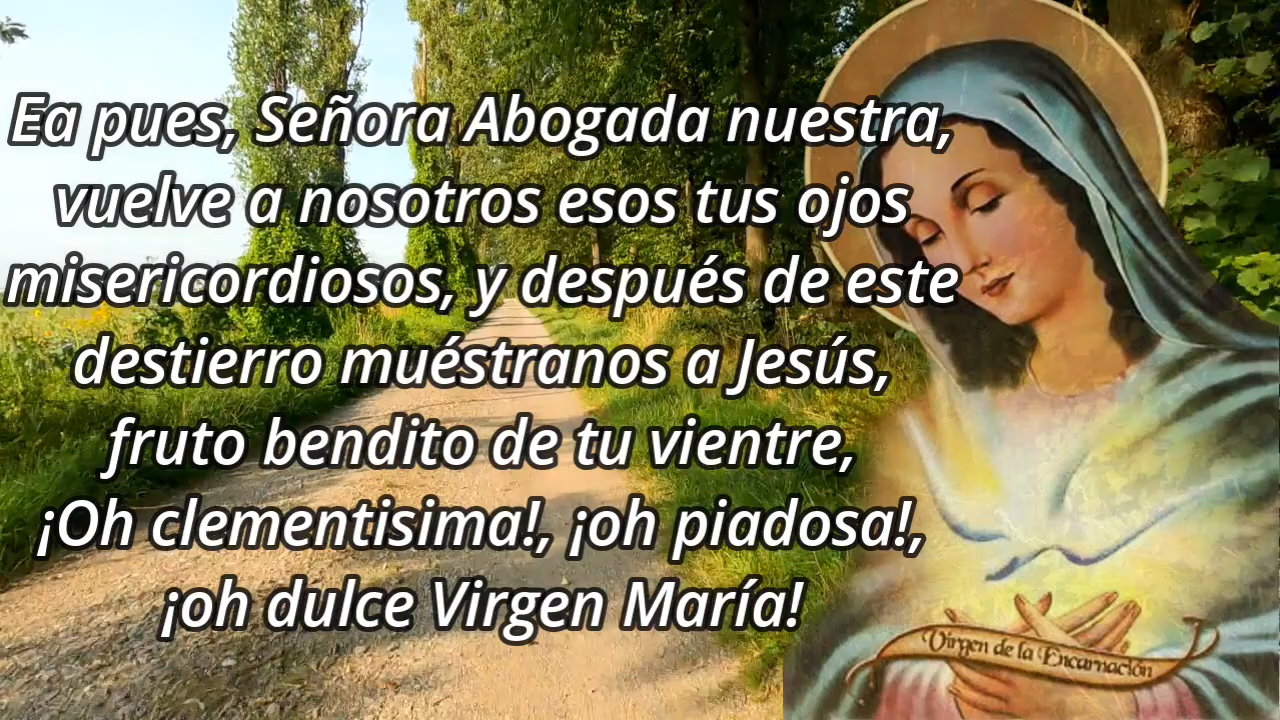 Ea pues, Señora Abogada nuestra,
vuelve a nosotros esos tus ojos
misericordiosos, y después de este
destierro muéstranos a Jesús,
fruto bendito de tu vientre,
¡Oh clementisima!, ¡oh piadosa!,
¡oh dulce Virgen María!
Virgen de la Encarnación